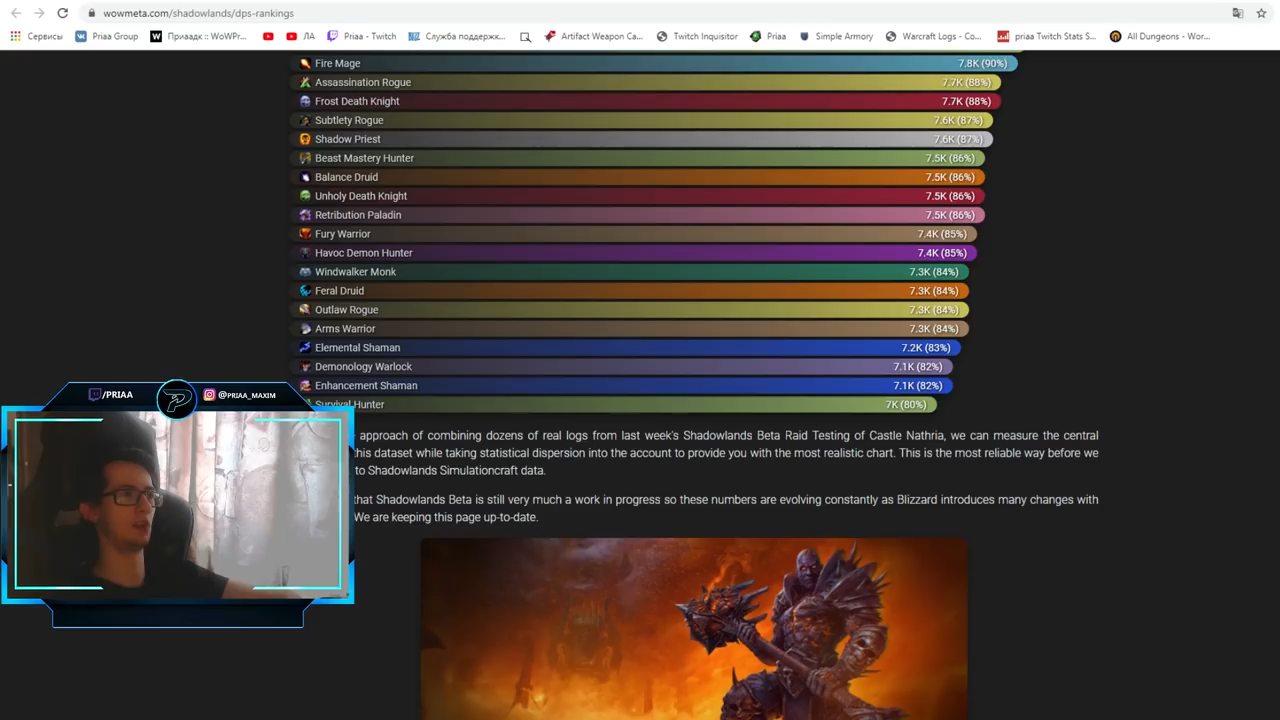 wowmeta.com/shadowlands/dps-rankings
Сервисы Priaa Group Приаадк :: WoWPr... ЛА Priaa - Twitch Служба поддержк... Artifact Weapon Ca... Twitch Inquisitor Priaa Simple Armory Warcraft Logs - Co... priaa Twitch Stats S... All Dungeons - Wor...
Fire Mage 7.8K (90%)
Assassination Rogue 7.7K (88%)
Frost Death Knight 7.7K (88%)
Subtlety Rogue 7.6K (87%)
Shadow Priest 7.6K (87%)
Beast Mastery Hunter 7.5K (86%)
Balance Druid 7.5K (86%)
Unholy Death Knight 7.5K (86%)
Retribution Paladin 7.5K (86%)
Fury Warrior 7.4K (85%)
Havoc Demon Hunter 7.4K (85%)
Windwalker Monk 7.3K (84%)
Feral Druid 7.3K (84%)
Outlaw Rogue 7.3K (84%)
Arms Warrior 7.3K (84%)
Elemental Shaman 7.2K (83%)
Demonology Warlock 7.1K (82%)
Enhancement Shaman 7.1K (82%)
Survival Hunter 7K (80%)
/PRIAA @PRIAA_MAXIM
approach of combining dozens of real logs from last week's Shadowlands Beta Raid Testing of Castle Nathria, we can measure the central
this dataset while taking statistical dispersion into the account to provide you with the most realistic chart. This is the most reliable way before we
to Shadowlands Simulationcraft data.
that Shadowlands Beta is still very much a work in progress so these numbers are evolving constantly as Blizzard introduces many changes with
We are keeping this page up-to-date.